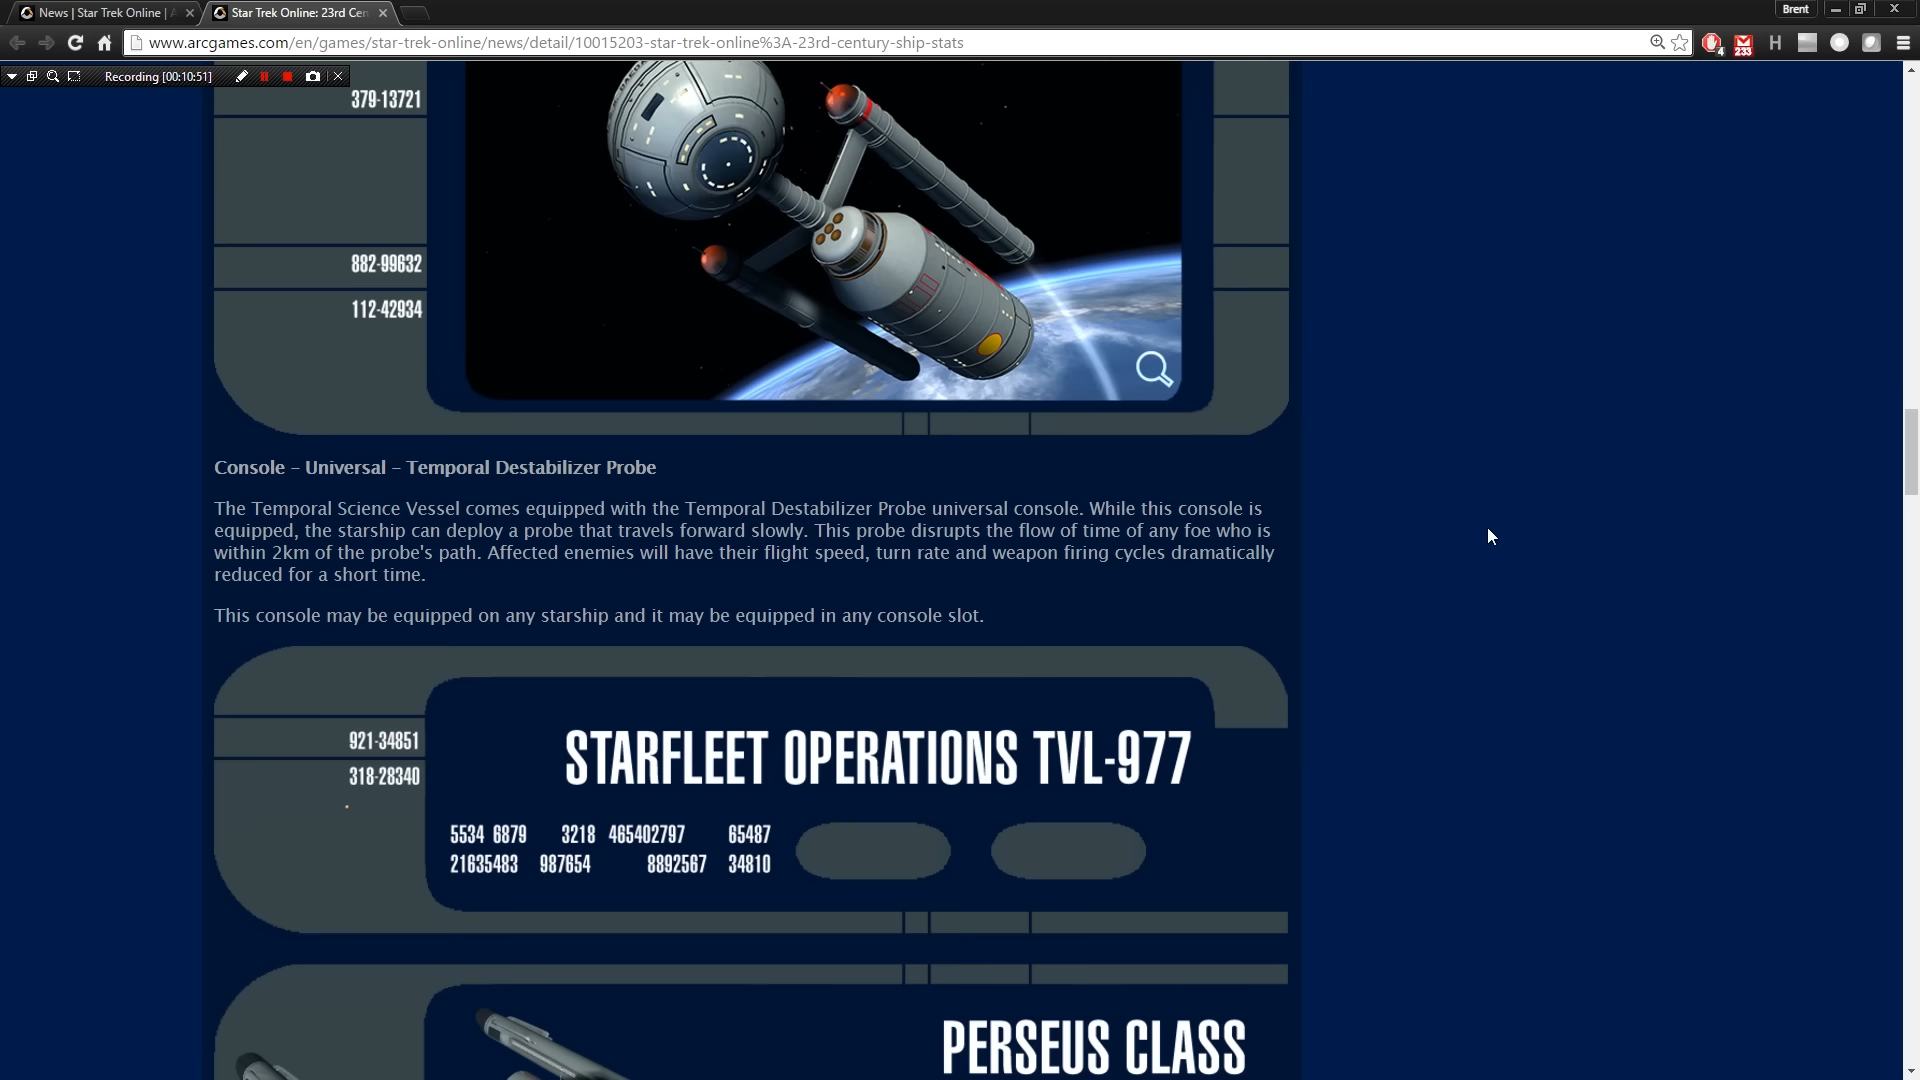 News | Star Trek Online |
Star Trek Online: 23rd Cen
Brent
www.arcgames.com/en/games/star-trek-online/news/detail/10015203-star-trek-online%3A-23rd-century-ship-stats
4
233
H
Recording [00:10:51]
379-13721
882-99632
112-42934
Console – Universal – Temporal Destabilizer Probe
The Temporal Science Vessel comes equipped with the Temporal Destabilizer Probe universal console. While this console is
equipped, the starship can deploy a probe that travels forward slowly. This probe disrupts the flow of time of any foe who is
within 2km of the probe's path. Affected enemies will have their flight speed, turn rate and weapon firing cycles dramatically
reduced for a short time.
This console may be equipped on any starship and it may be equipped in any console slot.
921-34851
STARFLEET OPERATIONS TVL-977
318-28340
5534 6879 3218 465402797 65487
21635483 987654 8892567 34810
PERSEUS CLASS